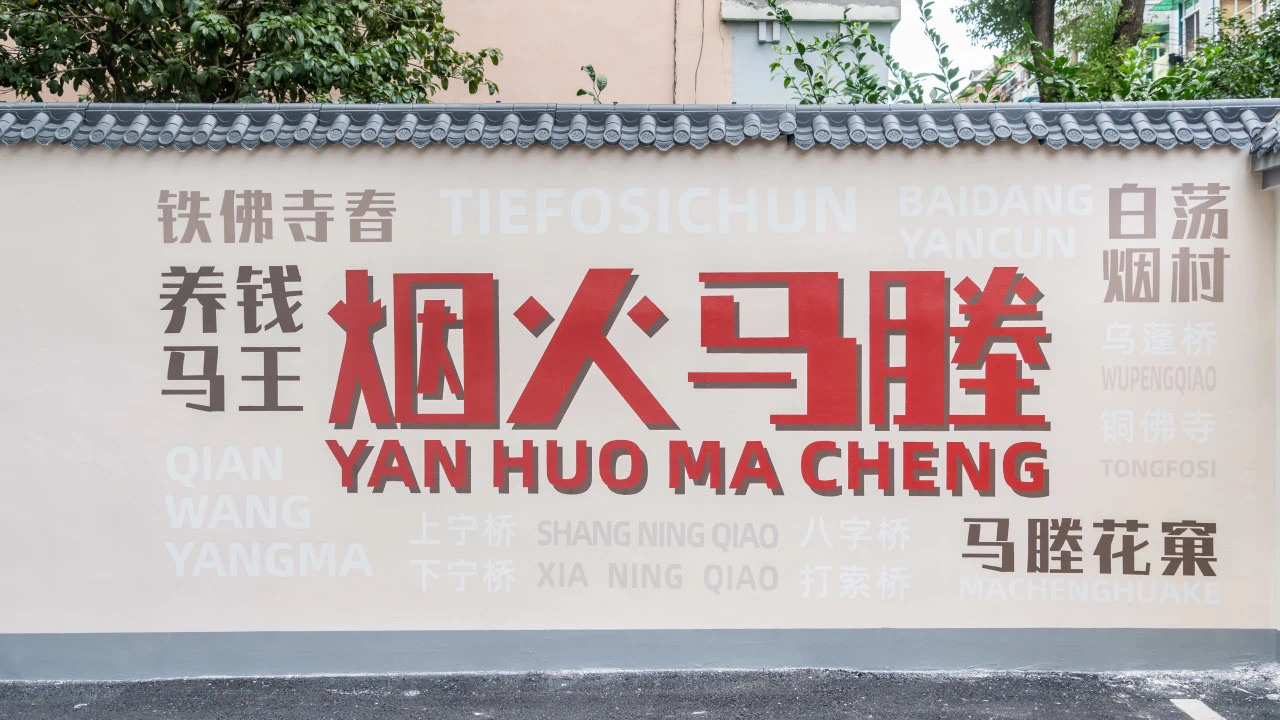 铁佛寺春
TIEFOSICHUN
BAIDANG
YANCUN
白荡
烟村
养钱
马王
烟火马塍
YAN HUO MA CHENG
乌蓬桥
WUPENGQIAO
铜佛寺
TONGFOSI
QIAN
WANG
YANGMA
上宁桥
SHANG NING QIAO
下宁桥
XIA NING QIAO
八字桥
打索桥
马塍花窠
MACHENGHUAKE